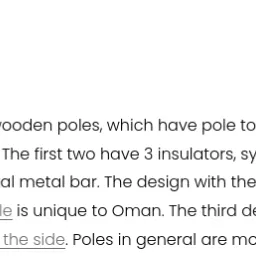 wooden poles, which have pole to
The first two have 3 insulators, sy
al metal bar. The design with the
le is unique to Oman. The third de
the side. Poles in general are mo